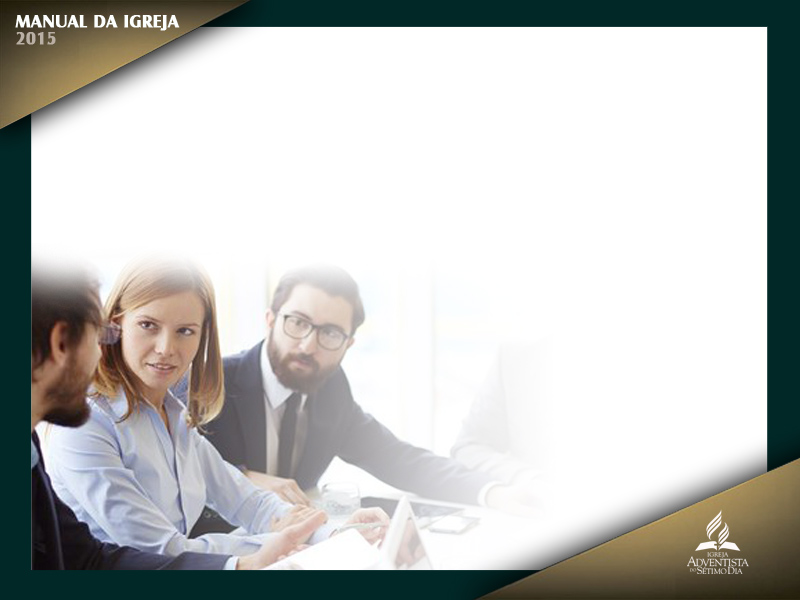 MANUAL DA IGREJA
2015
IGREJA
ADVENTISTA
DO SÉTIMO DIA